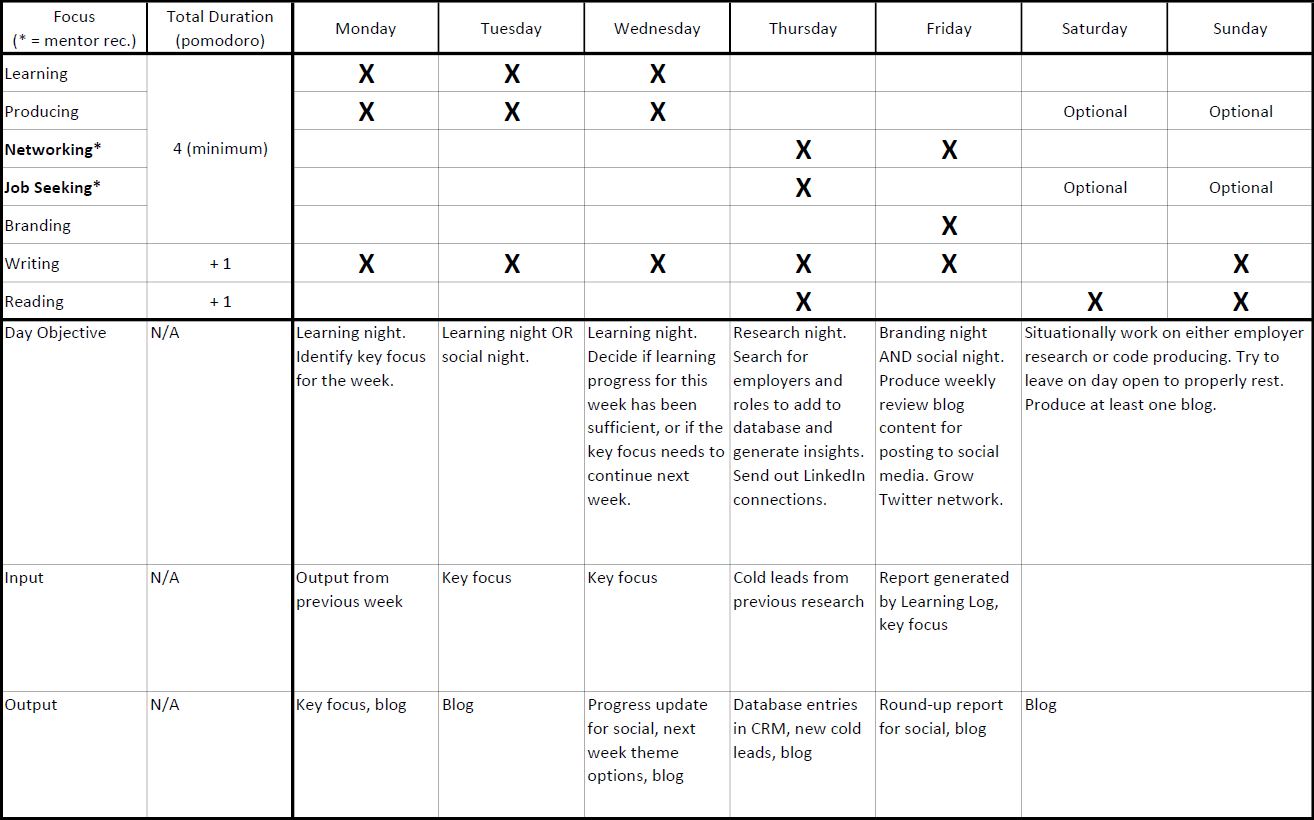 Focus
(* = mentor rec.)
Total Duration
(pomodoro)
Monday
Tuesday
Wednesday
Thursday
Friday
Saturday
Sunday
Learning
X
X
X
Producing
X
X
X
Optional
Optional
4 (minimum)
Networking*
X
X
Job Seeking*
X
Optional
Optional
Branding
X
Writing
+ 1
X
X
X
X
X
X
Reading
+ 1
X
X
X
Day Objective
N/A
Learning night.
Identify key focus
for the week.
Learning night OR
social night.
Learning night.
Decide if learning
progress for this
week has been
sufficient, or if the
key focus needs to
continue next
week.
Research night.
Search for
employers and
roles to add to
database and
generate insights.
Send out LinkedIn
connections.
Branding night
AND social night.
Produce weekly
review blog
content for
posting to social
media. Grow
Twitter network.
Situationally work on either employer
research or code producing. Try to
leave on day open to properly rest.
Produce at least one blog.
Input
N/A
Output from
previous week
Key focus
Key focus
Cold leads from
previous research
Report generated
by Learning Log,
key focus
Output
N/A
Key focus, blog
Blog
Progress update
for social, next
week theme
options, blog
Database entries
in CRM, new cold
leads, blog
Round-up report
for social, blog
Blog